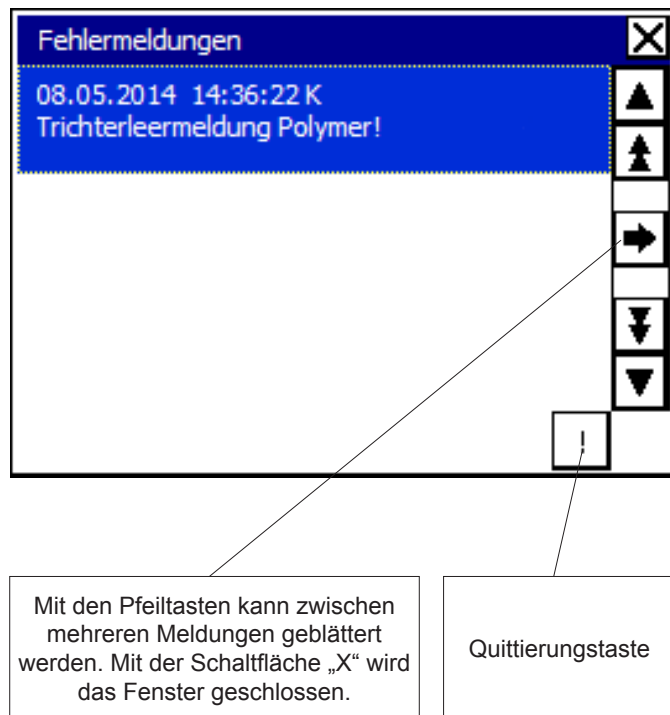 Fehlermeldungen
08.05.2014 14:36:22 K
Trichterleermeldung Polymer!
!
Mit den Pfeiltasten kann zwischen
mehreren Meldungen geblättert
werden. Mit der Schaltfläche „X“ wird
das Fenster geschlossen.
Quittierungstaste